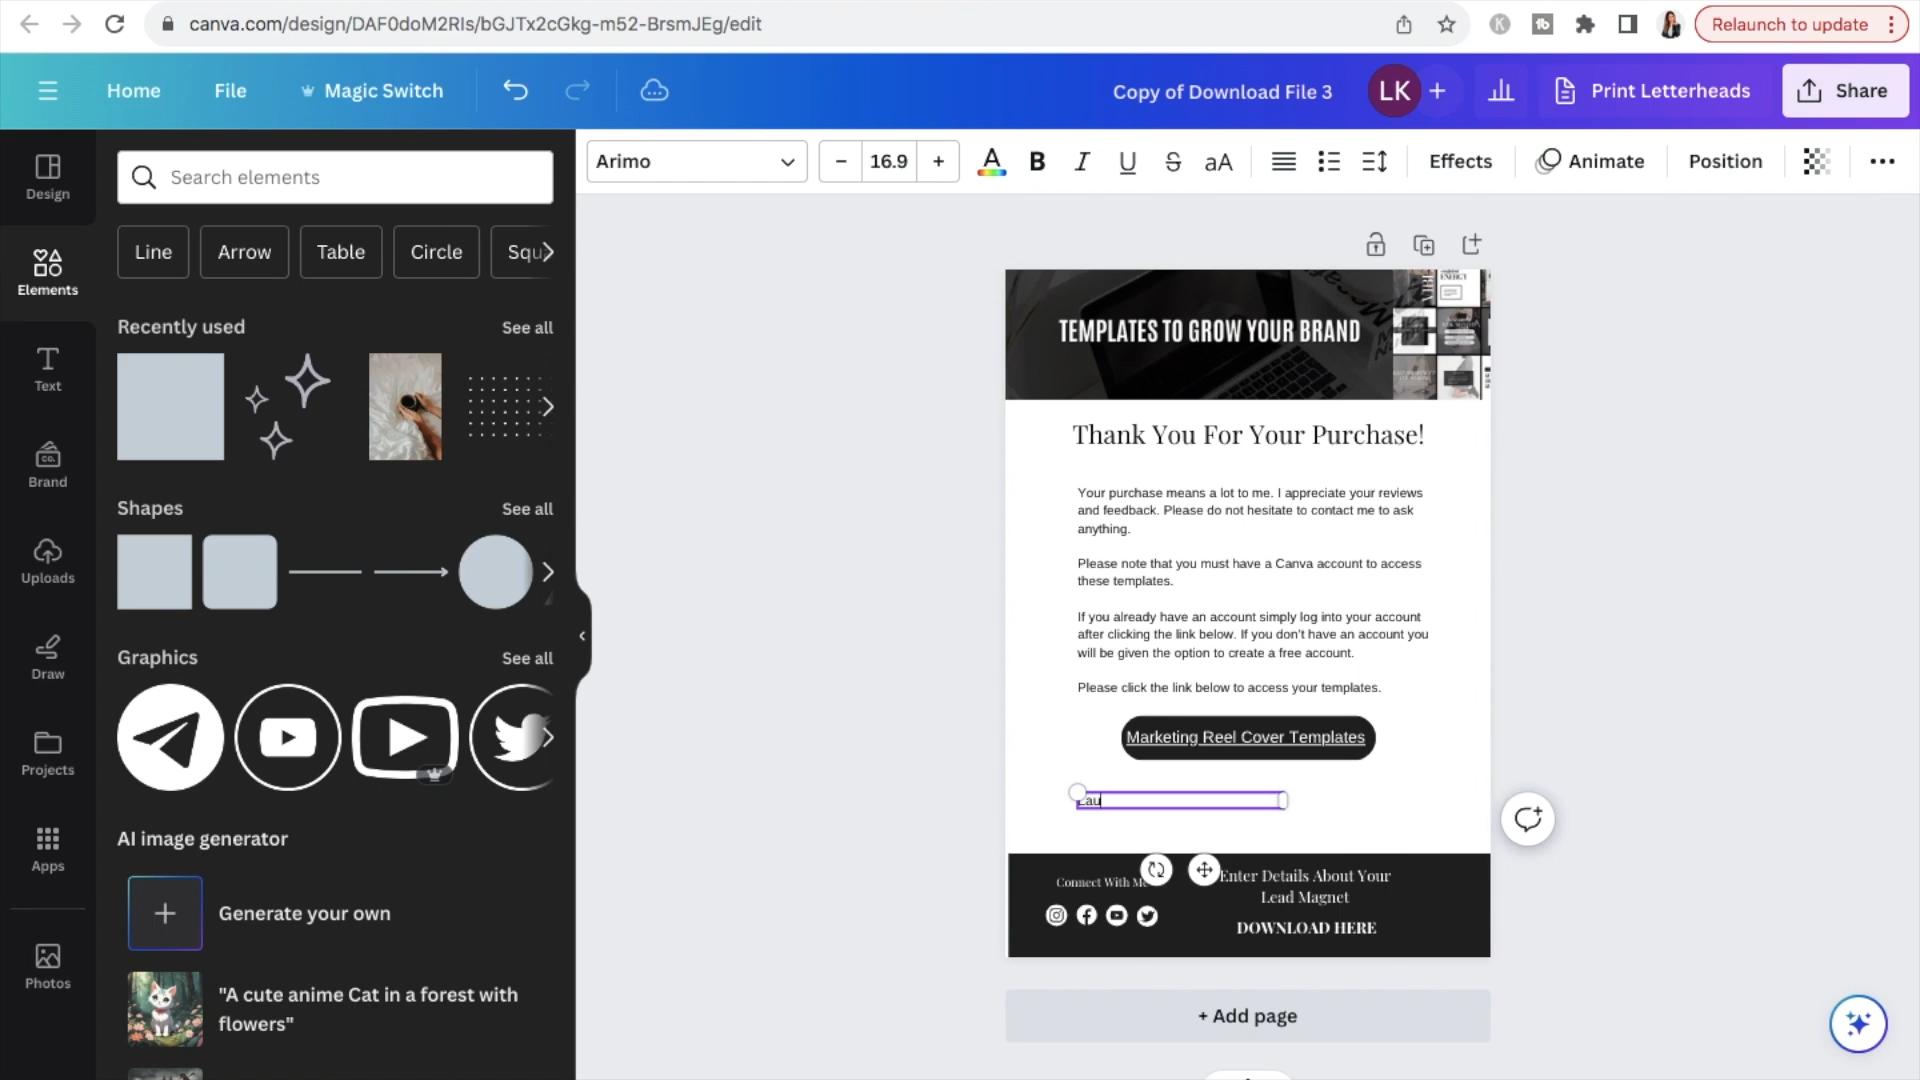 canva.com/design/DAF0doM2RIs/bGJTx2cGkg-m52-BrsmJEg/edit
Relaunch to update
Home
File
Magic Switch
Copy of Download File 3
LK
+
Print Letterheads
Share
Design
Elements
Text
Brand
Uploads
Draw
Projects
Apps
Photos
Search elements
Line
Arrow
Table
Circle
Squ
Recently used
See all
Shapes
See all
Graphics
See all
AI image generator
Generate your own
"A cute anime Cat in a forest with
flowers"
Arimo
– 16.9 +
A B I U S aA
Effects
Animate
Position
TEMPLATES TO GROW YOUR BRAND
ENERGY
Thank You For Your Purchase!
Your purchase means a lot to me. I appreciate your reviews
and feedback. Please do not hesitate to contact me to ask
anything.
Please note that you must have a Canva account to access
these templates.
If you already have an account simply log into your account
after clicking the link below. If you don't have an account you
will be given the option to create a free account.
Please click the link below to access your templates.
Marketing Reel Cover Templates
Lau
Connect With Me
Enter Details About Your
Lead Magnet
DOWNLOAD HERE
+ Add page